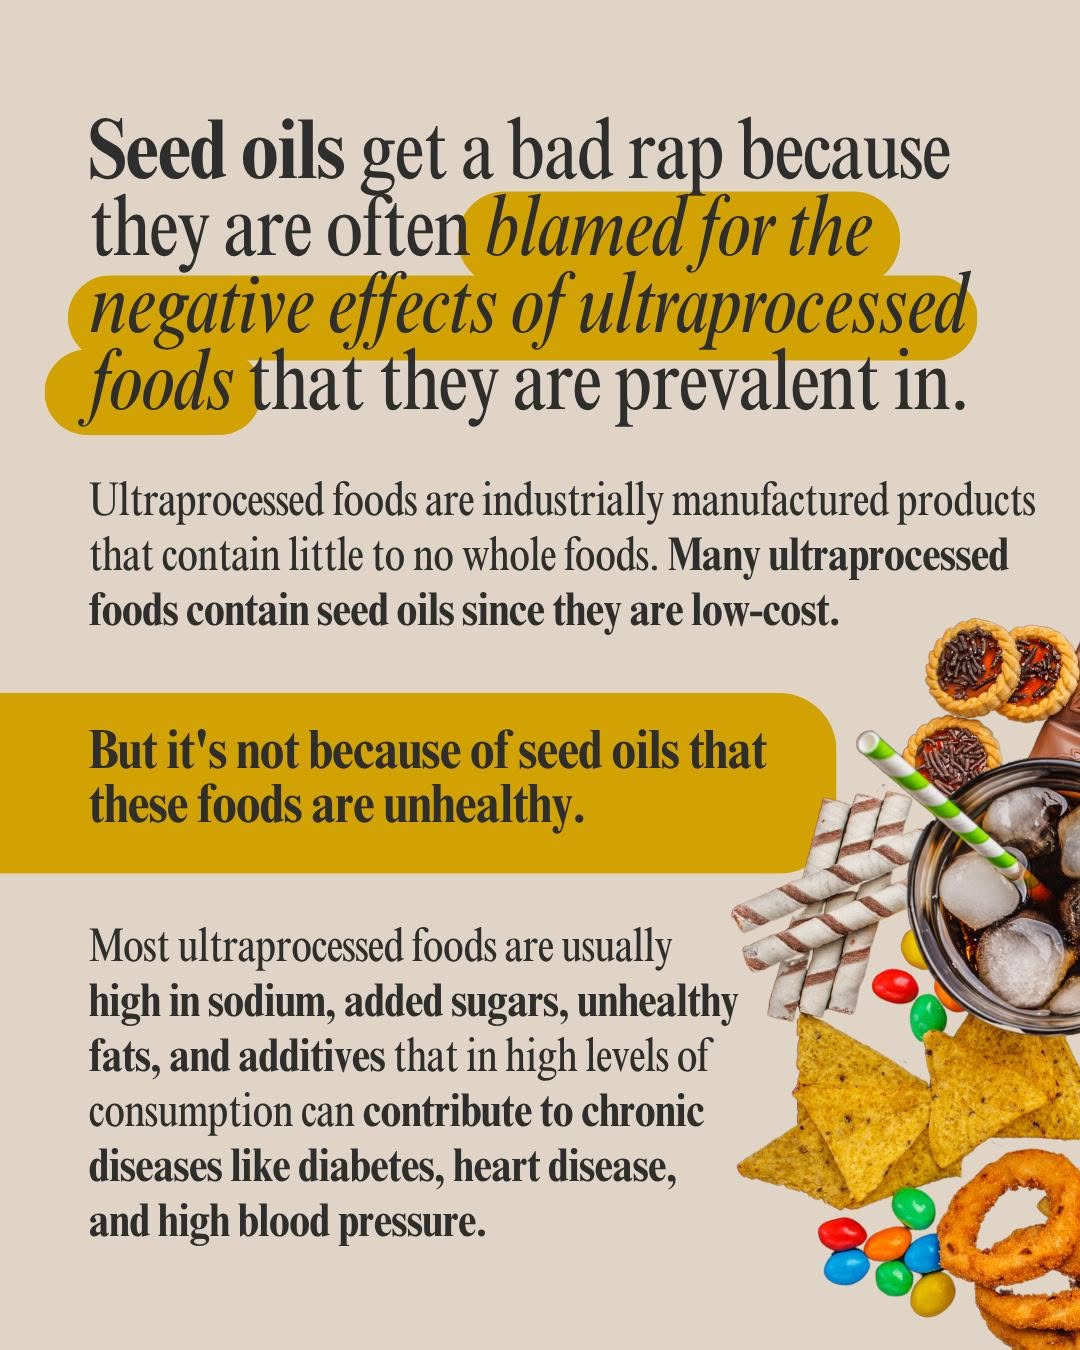 Seed oils get a bad rap because
they are often blamed for the
negative effects of ultraprocessed
foods that they are prevalent in.
Ultraprocessed foods are industrially manufactured products
that contain little to no whole foods. Many ultraprocessed
foods contain seed oils since they are low-cost.
But it's not because of seed oils that
these foods are unhealthy.
Most ultraprocessed foods are usually
high in sodium, added sugars, unhealthy
fats, and additives that in high levels of
consumption can contribute to chronic
diseases like diabetes, heart disease,
and high blood pressure.